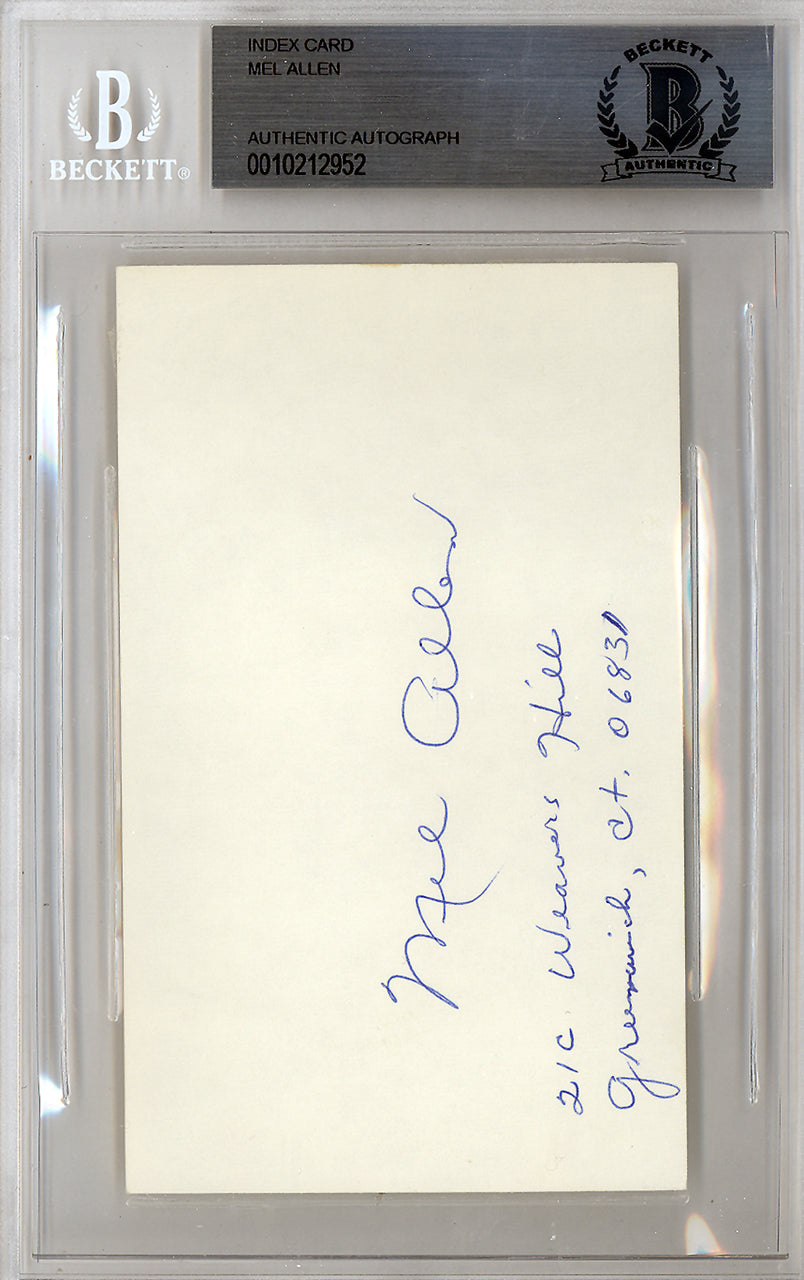 BECKETT®
INDEX CARD
MEL ALLEN
AUTHENTIC AUTOGRAPH
0010212952
BECKETT
B
AUTHENTIC
B
Mel Allen
21C Weavers Hill
Greenwich, Ct. 06831